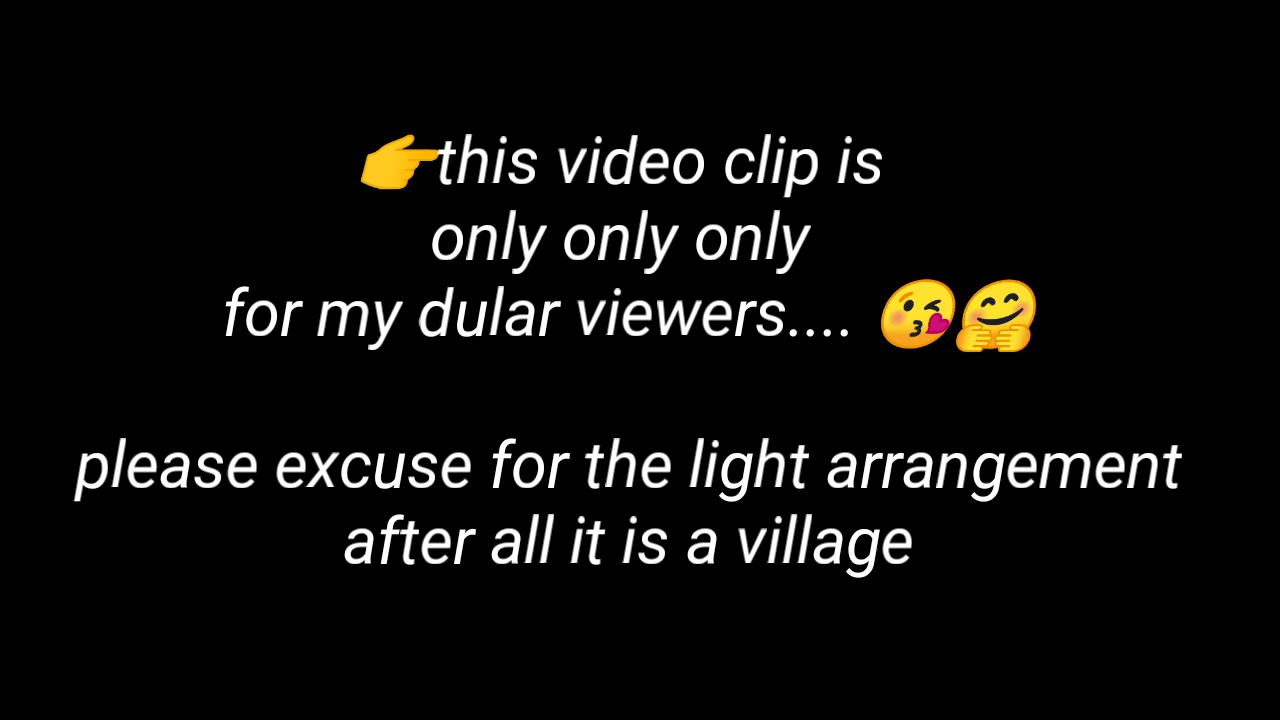 👉this video clip is
only only only
for my dular viewers.... 😘🤗
please excuse for the light arrangement
after all it is a village